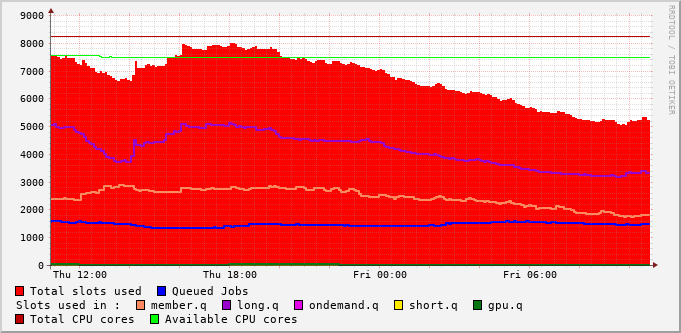 9000
8000
7000
6000
5000
4000
3000
2000
1000
0
Thu 12:00 Thu 18:00 Fri 00:00 Fri 06:00
Total slots used Queued Jobs
Slots used in : member.q long.q ondemand.q short.q gpu.q
Total CPU cores Available CPU cores
RRDTOOL / TOBI OETIKER